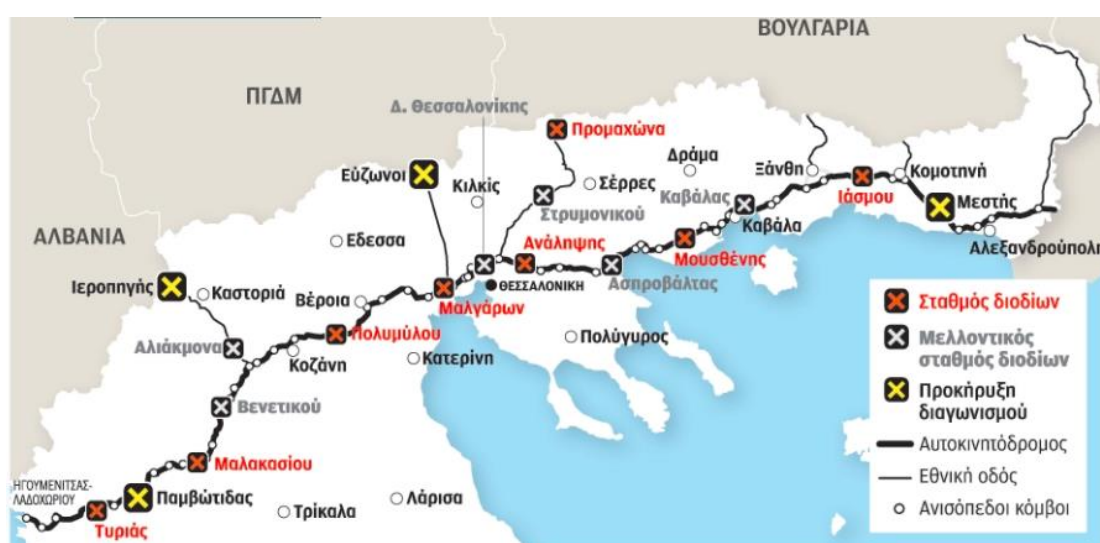 ΒΟΥΛΓΑΡΙΑ
ΠΓΔΜ
Δ. Θεσσαλονίκης
Προμαχώνα
Δράμα
Ξάνθη
Κομοτηνή
Εύζωνοι
Κιλκίς
Σέρρες
Καβάλας
Μεστής
Στρυμονικού
Ιάσμου
Καβάλα
ΑΛΒΑΝΙΑ
Εδεσσα
Ανάληψης
Μουσθένης
Αλεξανδρούπολη
Ιεροπηγής
Καστοριά
Βέροια
Μαλγάρων
ΘΕΣΣΑΛΟΝΙΚΗ
Ασπροβάλτας
Πολυμύλου
Αλιάκμονα
Κοζάνη
Κατερίνη
Πολύγυρος
Βενετικού
Μαλακασίου
ΗΓΟΥΜΕΝΙΤΣΑΣ-
ΛΑΔΟΧΩΡΙΟΥ
Παμβώτιδας
Λάρισα
Τρίκαλα
Τυριάς
Σταθμός διοδίων
Μελλοντικός
σταθμός διοδίων
Προκήρυξη
διαγωνισμού
Αυτοκινητόδρομος
Εθνική οδός
Ανισόπεδοι κόμβοι